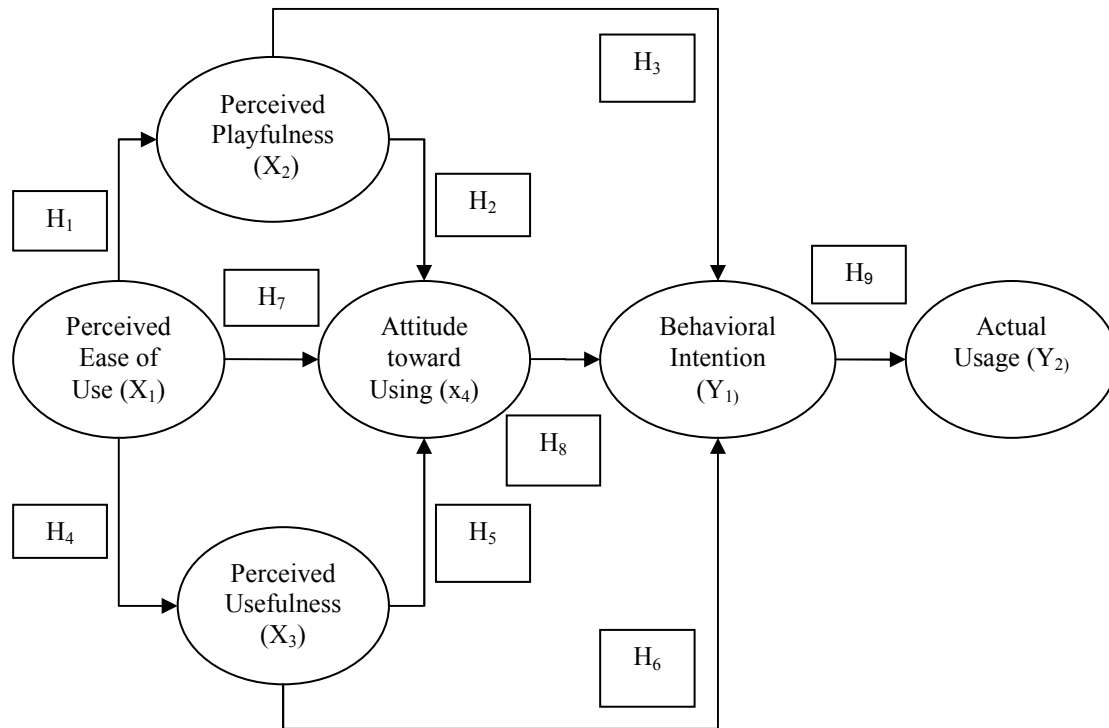 H3
Perceived
Playfulness
(X2)
H1
H2
H9
H7
Perceived
Ease of
Use (X1)
Attitude
toward
Using (x4)
Behavioral
Intention
(Y1)
Actual
Usage (Y2)
H8
H4
H5
Perceived
Usefulness
(X3)
H6